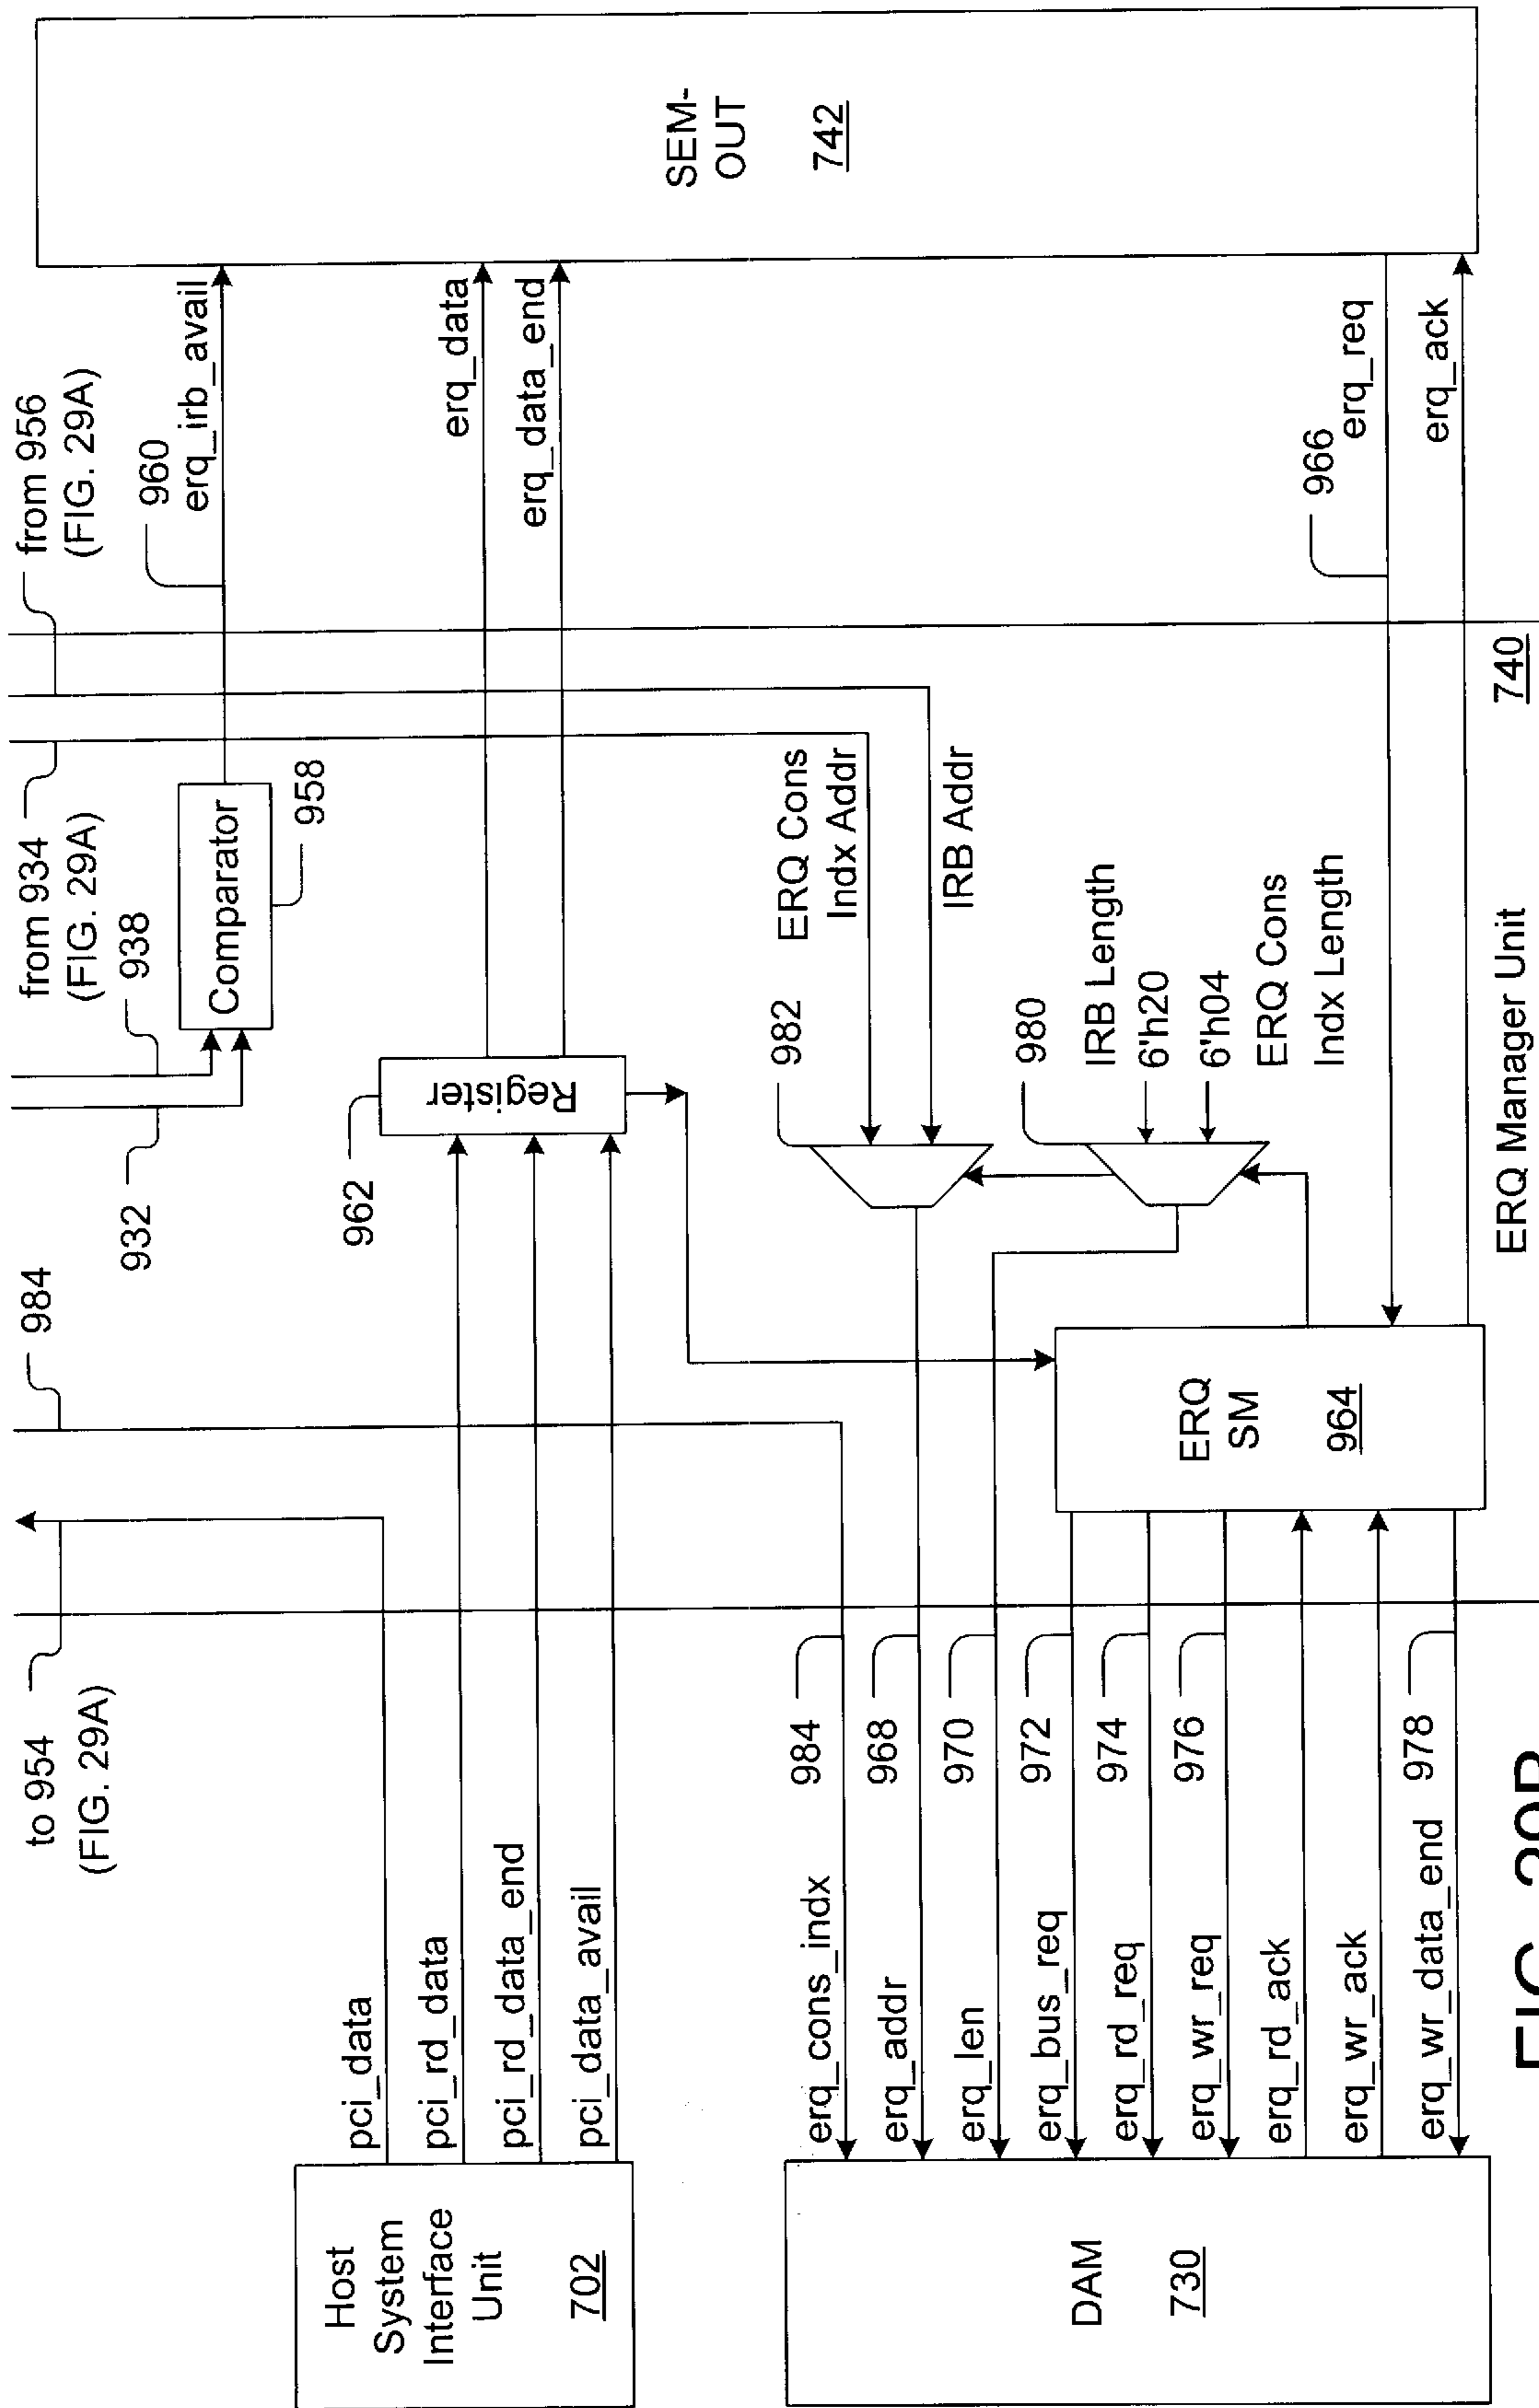 to 954
(FIG. 29A)
984
932
938
from 934
(FIG. 29A)
from 956
(FIG. 29A)
960
erq_irb_avail
Comparator
958
SEM-
OUT
742
Host
System
Interface
Unit
702
pci_data
pci_rd_data
pci_rd_data_end
pci_data_avail
962
Register
erq_data
erq_data_end
982
ERQ Cons
Indx Addr
IRB Addr
980
IRB Length
6'h20
6'h04
ERQ Cons
Indx Length
DAM
730
erq_cons_indx
984
erq_addr
968
erq_len
970
erq_bus_req
972
erq_rd_req
974
erq_wr_req
976
erq_rd_ack
erq_wr_ack
erq_wr_data_end
978
ERQ
SM
964
966
erq_req
erq_ack
ERQ Manager Unit
740
FIG. 29B